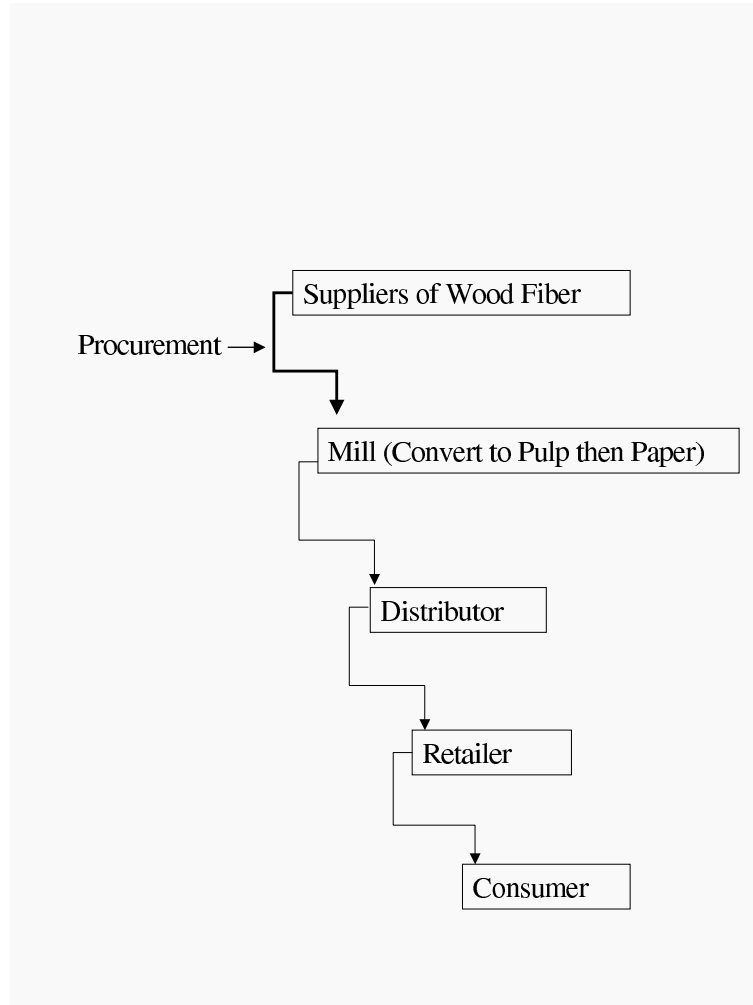 Suppliers of Wood Fiber
Procurement
Mill (Convert to Pulp then Paper)
Distributor
Retailer
Consumer